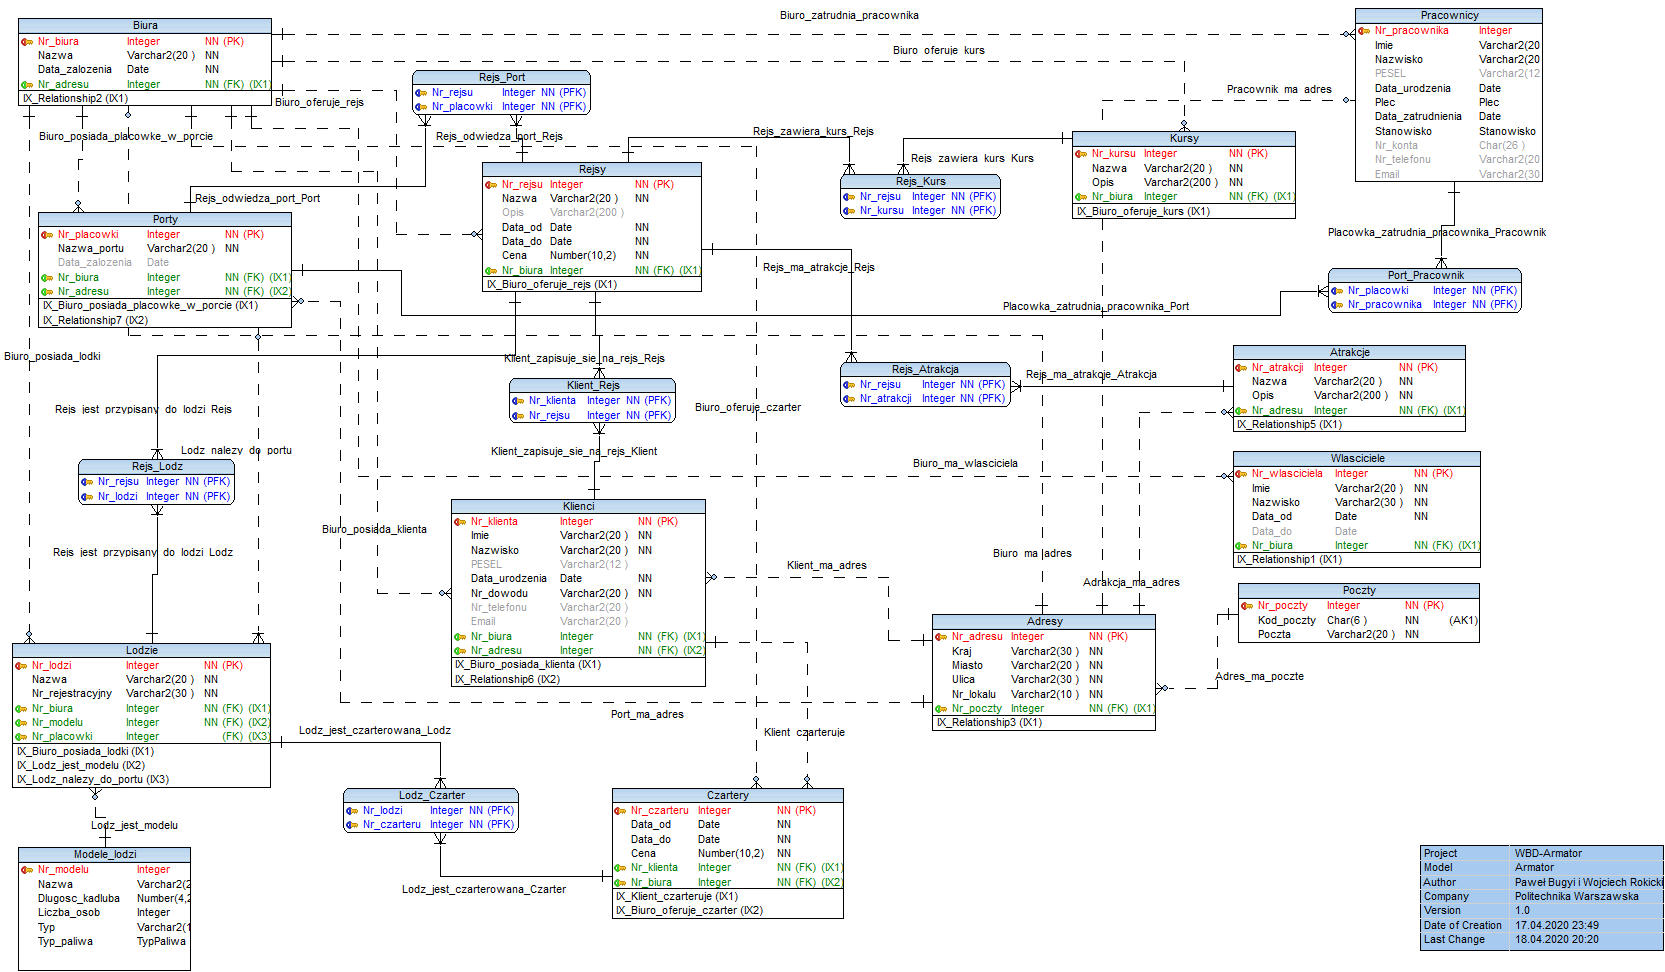 Biura
Nr_biura Integer NN (PK)
Nazwa Varchar2(20 ) NN
Data_zalozenia Date NN
Nr_adresu Integer NN (FK) (IX1)
IX_Relationship2 (IX1)
Biuro_zatrudnia_pracownika
Biuro oferuje kurs
Pracownicy
Nr_pracownika Integer
Imie Varchar2(20
Nazwisko Varchar2(20
PESEL Varchar2(12
Data_urodzenia Date
Plec Plec
Data_zatrudnienia Date
Stanowisko Stanowisko
Nr_konta Char(26 )
Nr_telefonu Varchar2(20
Email Varchar2(30
Rejs_Port
Nr_rejsu Integer NN (PFK)
Nr_placowki Integer NN (PFK)
Biuro_oferuje_rejs
Pracownik ma adres
Biuro_posiada_placowke_w_porcie
Rejs_odwiedza_port_Rejs
Rejs_zawiera_kurs_Rejs
Rejs zawiera kurs Kurs
Kursy
Nr_kursu Integer NN (PK)
Nazwa Varchar2(20 ) NN
Opis Varchar2(200 ) NN
Nr_biura Integer NN (FK) (IX1)
IX_Biuro_oferuje_kurs (IX1)
Rejsy
Nr_rejsu Integer NN (PK)
Nazwa Varchar2(20 ) NN
Opis Varchar2(200 )
Data_od Date NN
Data_do Date NN
Cena Number(10,2) NN
Nr_biura Integer NN (FK) (IX1)
IX_Biuro_oferuje_rejs (IX1)
Rejs_Kurs
Nr_rejsu Integer NN (PFK)
Nr_kursu Integer NN (PFK)
Rejs_odwiedza_port_Port
Porty
Nr_placowki Integer NN (PK)
Nazwa_portu Varchar2(20 ) NN
Data_zalozenia Date
Nr_biura Integer NN (FK) (IX1)
Nr_adresu Integer NN (FK) (IX2)
IX_Biuro_posiada_placowke_w_porcie (IX1)
IX_Relationship7 (IX2)
Placowka_zatrudnia_pracownika_Pracownik
Rejs_ma_atrakcje_Rejs
Port_Pracownik
Nr_placowki Integer NN (PFK)
Nr_pracownika Integer NN (PFK)
Placowka_zatrudnia_pracownika_Port
Biuro_posiada_lodki
Klient_zapisuje_sie_na_rejs_Rejs
Rejs_Atrakcja
Nr_rejsu Integer NN (PFK)
Nr_atrakcji Integer NN (PFK)
Rejs_ma_atrakcje_Atrakcja
Atrakcje
Nr_atrakcji Integer NN (PK)
Nazwa Varchar2(20 ) NN
Opis Varchar2(200 ) NN
Nr_adresu Integer NN (FK) (IX1)
IX_Relationship5 (IX1)
Klient_Rejs
Nr_klienta Integer NN (PFK)
Nr_rejsu Integer NN (PFK)
Rejs jest przypisany do lodzi Rejs
Biuro_oferuje_czarter
Lodz nalezy do portu
Klient_zapisuje_sie_na_rejs_Klient
Biuro_ma_wlasciciela
Rejs_Lodz
Nr_rejsu Integer NN (PFK)
Nr_lodzi Integer NN (PFK)
Wlasciciele
Nr_wlasciciela Integer NN (PK)
Imie Varchar2(20 ) NN
Nazwisko Varchar2(30 ) NN
Data_od Date NN
Data_do Date
Nr_biura Integer NN (FK) (IX1)
IX_Relationship1 (IX1)
Klienci
Nr_klienta Integer NN (PK)
Imie Varchar2(20 ) NN
Nazwisko Varchar2(20 ) NN
PESEL Varchar2(12 )
Data_urodzenia Date NN
Nr_dowodu Varchar2(20 ) NN
Nr_telefonu Varchar2(20 )
Email Varchar2(20 )
Nr_biura Integer NN (FK) (IX1)
Nr_adresu Integer NN (FK) (IX2)
IX_Biuro_posiada_klienta (IX1)
IX_Relationship6 (IX2)
Biuro_posiada_klienta
Rejs jest przypisany do lodzi Lodz
Biuro ma adres
Klient_ma_adres
Adrakcja_ma_adres
Poczty
Nr_poczty Integer NN (PK)
Kod_poczty Char(6 ) NN (AK1)
Poczta Varchar2(20 ) NN
Adresy
Nr_adresu Integer NN (PK)
Kraj Varchar2(30 ) NN
Miasto Varchar2(20 ) NN
Ulica Varchar2(30 ) NN
Nr_lokalu Varchar2(10 ) NN
Nr_poczty Integer NN (FK) (IX1)
IX_Relationship3 (IX1)
Adres_ma_poczte
Lodzie
Nr_lodzi Integer NN (PK)
Nazwa Varchar2(20 ) NN
Nr_rejestracyjny Varchar2(30 ) NN
Nr_biura Integer NN (FK) (IX1)
Nr_modelu Integer NN (FK) (IX2)
Nr_placowki Integer (FK) (IX3)
IX_Biuro_posiada_lodki (IX1)
IX_Lodz_jest_modelu (IX2)
IX_Lodz_nalezy_do_portu (IX3)
Port_ma_adres
Lodz_jest_czarterowana_Lodz
Klient czarteruje
Lodz_Czarter
Nr_lodzi Integer NN (PFK)
Nr_czarteru Integer NN (PFK)
Czartery
Nr_czarteru Integer NN (PK)
Data_od Date NN
Data_do Date NN
Cena Number(10,2) NN
Nr_klienta Integer NN (FK) (IX1)
Nr_biura Integer NN (FK) (IX2)
IX_Klient_czarteruje (IX1)
IX_Biuro_oferuje_czarter (IX2)
Lodz_jest_modelu
Lodz_jest_czarterowana_Czarter
Modele_lodzi
Nr_modelu Integer
Nazwa Varchar2(2
Dlugosc_kadluba Number(4,2
Liczba_osob Integer
Typ Varchar2(1
Typ_paliwa TypPaliwa
Project WBD-Armator
Model Armator
Author Paweł Bugyi i Wojciech Rokicki
Company Politechnika Warszawska
Version 1.0
Date of Creation 17.04.2020 23:49
Last Change 18.04.2020 20:20